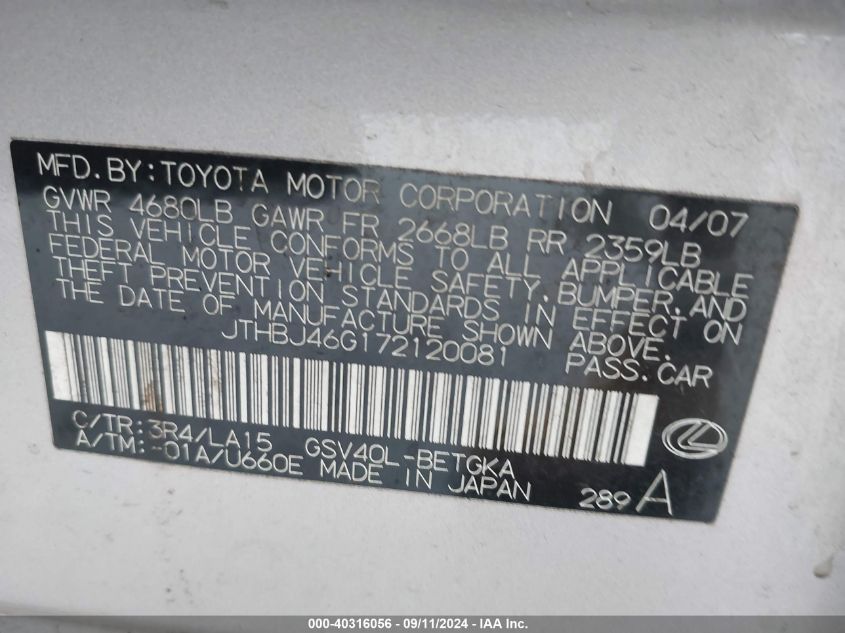 MFD. BY: TOYOTA MOTOR CORPORATION 04/07
GVWR 4680LB GAWR FR 2668LB RR 2359LB
THIS VEHICLE CONFORMS TO ALL APPLICABLE
FEDERAL MOTOR VEHICLE SAFETY, BUMPER, AND
THEFT PREVENTION STANDARDS IN EFFECT ON
THE DATE OF MANUFACTURE SHOWN ABOVE.
JTHBJ46G172120081 PASS. CAR
C/TR: 3R4/LA15 GSV40L-BETGKA
A/TM: -01A/U660E MADE IN JAPAN 289 A
000-40316056 - 09/11/2024 - IAA Inc.